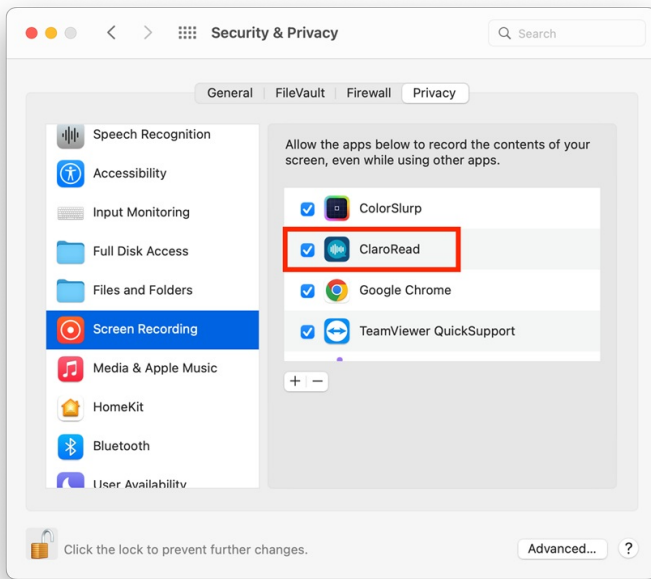 Security & Privacy
Search
General
FileVault
Firewall
Privacy
Speech Recognition
Accessibility
Input Monitoring
Full Disk Access
Files and Folders
Screen Recording
Media & Apple Music
HomeKit
Bluetooth
User Availability
Allow the apps below to record the contents of your
screen, even while using other apps.
ColorSlurp
ClaroRead
Google Chrome
TeamViewer QuickSupport
+ −
Click the lock to prevent further changes.
Advanced...
?